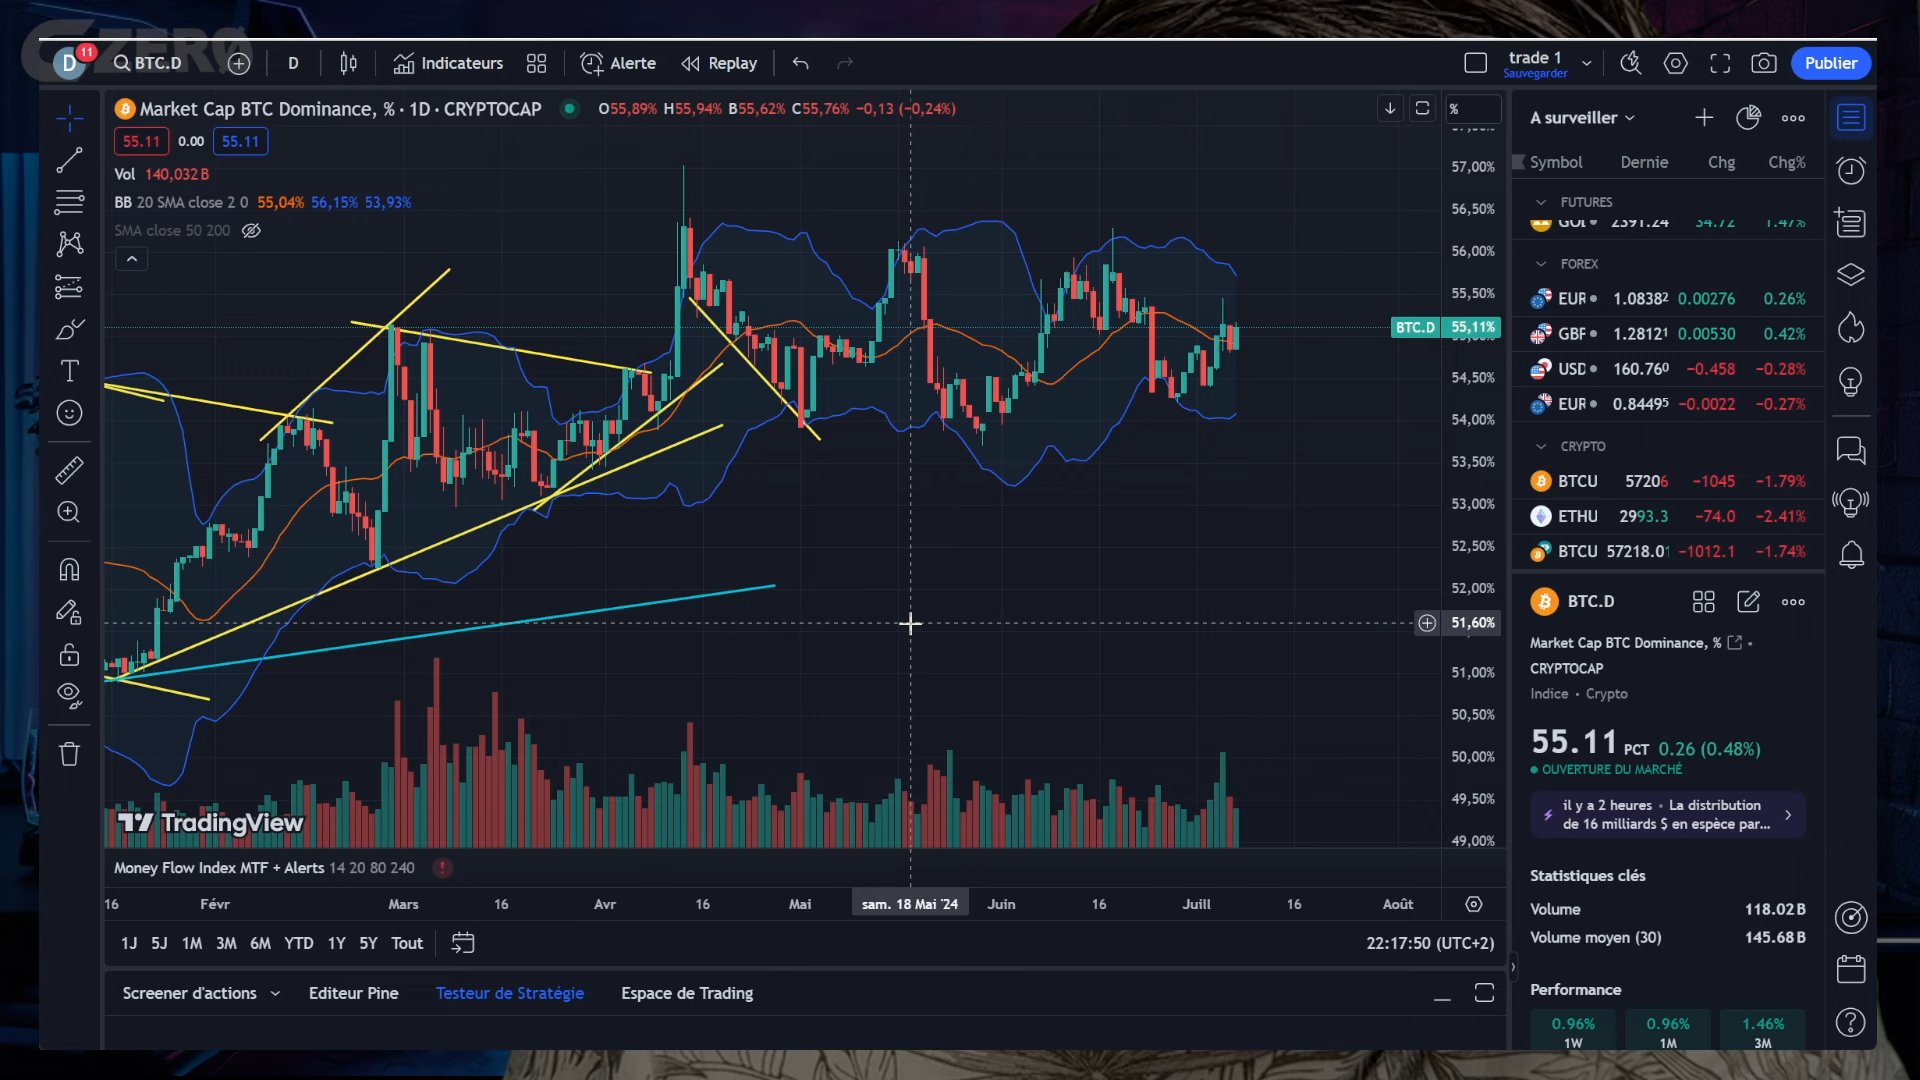 GZERØ
D 11 BTC.D D Indicateurs Alerte Replay trade 1 Sauvegarder Publier
Market Cap BTC Dominance, % · 1D · CRYPTOCAP O55,89% H55,94% B55,62% C55,76% −0,13 (−0,24%)
55.11 0.00 55.11
Vol 140,032 B
BB 20 SMA close 2 0 55,04% 56,15% 53,93%
SMA close 50 200
%
57,00%
56,50%
56,00%
55,50%
BTC.D 55,11%
54,50%
54,00%
53,50%
53,00%
52,50%
52,00%
51,60%
51,00%
50,50%
50,00%
49,50%
49,00%
TradingView
Money Flow Index MTF + Alerts 14 20 80 240 !
16 Févr Mars 16 Avr 16 Mai sam. 18 Mai '24 Juin 16 Juill 16 Août
1J 5J 1M 3M 6M YTD 1Y 5Y Tout 22:17:50 (UTC+2)
Screener d'actions Editeur Pine Testeur de Stratégie Espace de Trading
A surveiller
Symbol Dernie Chg Chg%
FUTURES
GOL 2391.24 34.72 1.47%
FOREX
EUR 1.08382 0.00276 0.26%
GBF 1.28121 0.00530 0.42%
USD 160.760 −0.458 −0.28%
EUR 0.84495 −0.0022 −0.27%
CRYPTO
BTCU 57206 −1045 −1.79%
ETHU 2993.3 −74.0 −2.41%
BTCU 57218.01 −1012.1 −1.74%
BTC.D
Market Cap BTC Dominance, %
CRYPTOCAP
Indice • Crypto
55.11 PCT 0.26 (0.48%)
OUVERTURE DU MARCHÉ
il y a 2 heures • La distribution
de 16 milliards $ en espèce par...
Statistiques clés
Volume 118.02 B
Volume moyen (30) 145.68 B
Performance
0.96% 0.96% 1.46%
1W 1M 3M